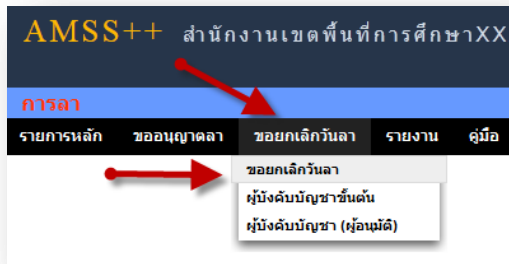 AMSS++ สำนักงานเขตพื้นที่การศึกษาXX
การลา
รายการหลัก ขออนุญาตลา ขอยกเลิกวันลา รายงาน คู่มือ
ขอยกเลิกวันลา
ผู้บังคับบัญชาขั้นต้น
ผู้บังคับบัญชา (ผู้อนุมัติ)